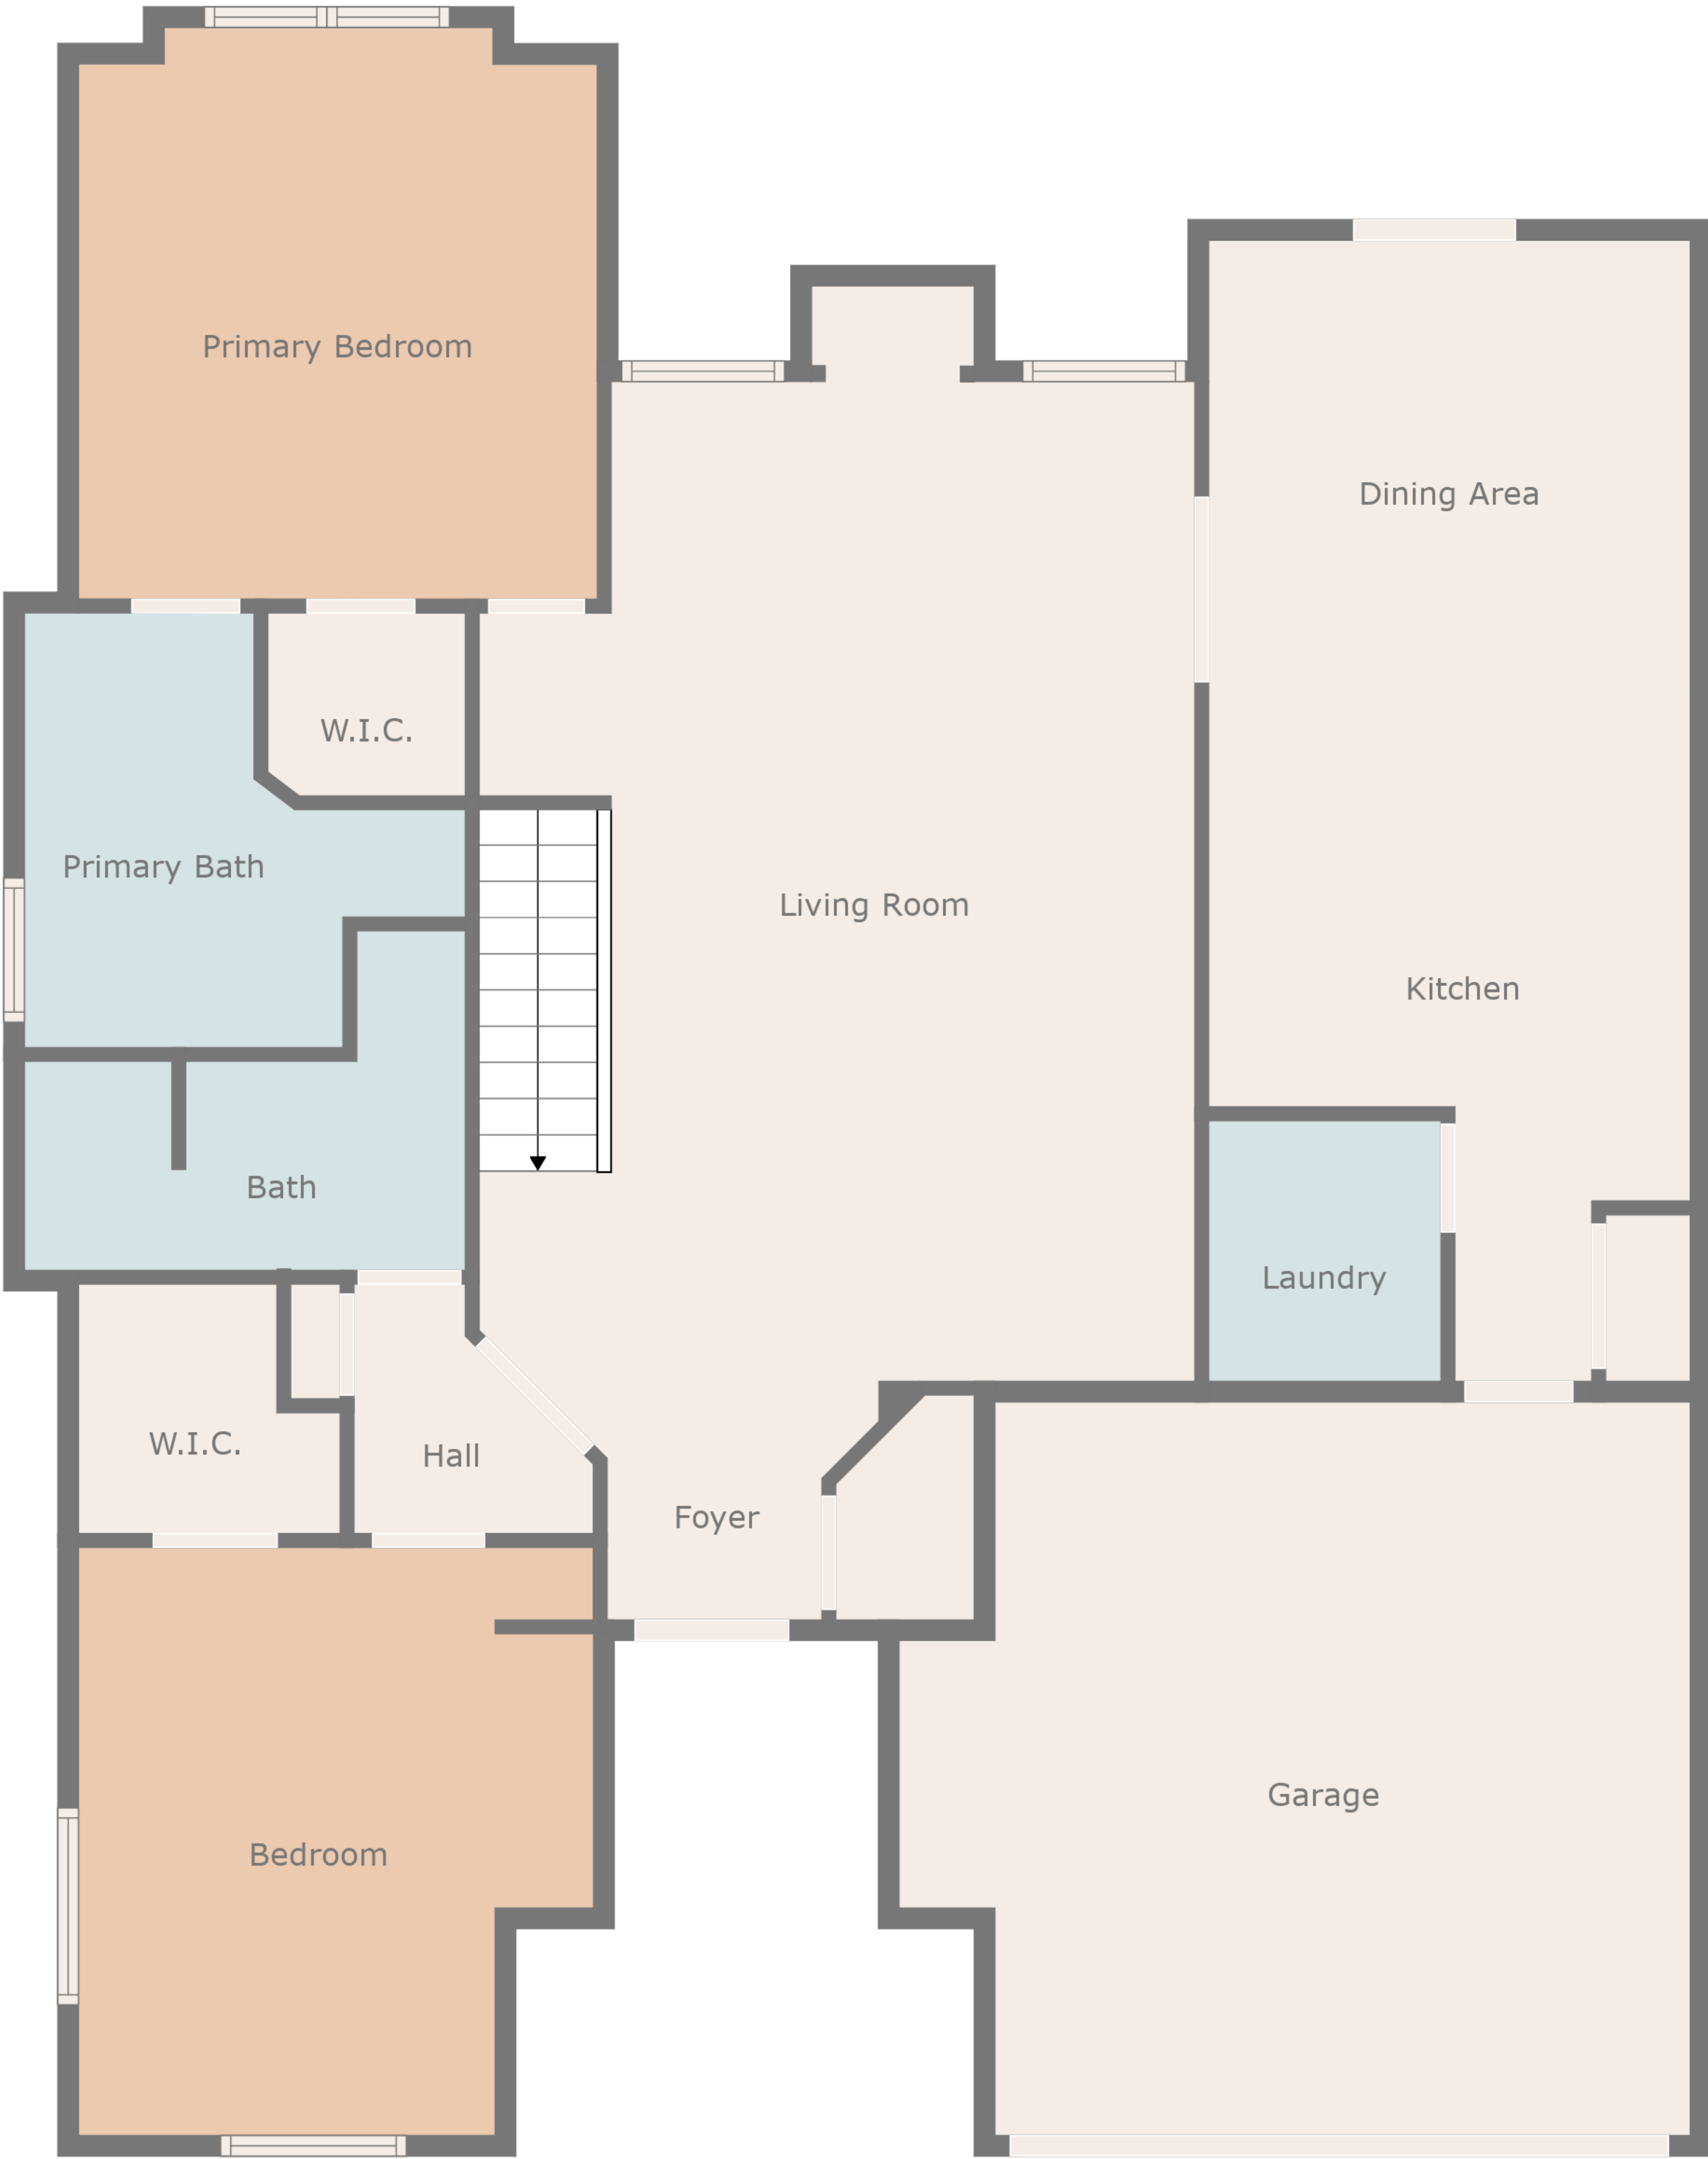 Primary Bedroom
Dining Area
W.I.C.
Primary Bath
Living Room
Kitchen
Bath
Laundry
W.I.C.
Hall
Foyer
Garage
Bedroom